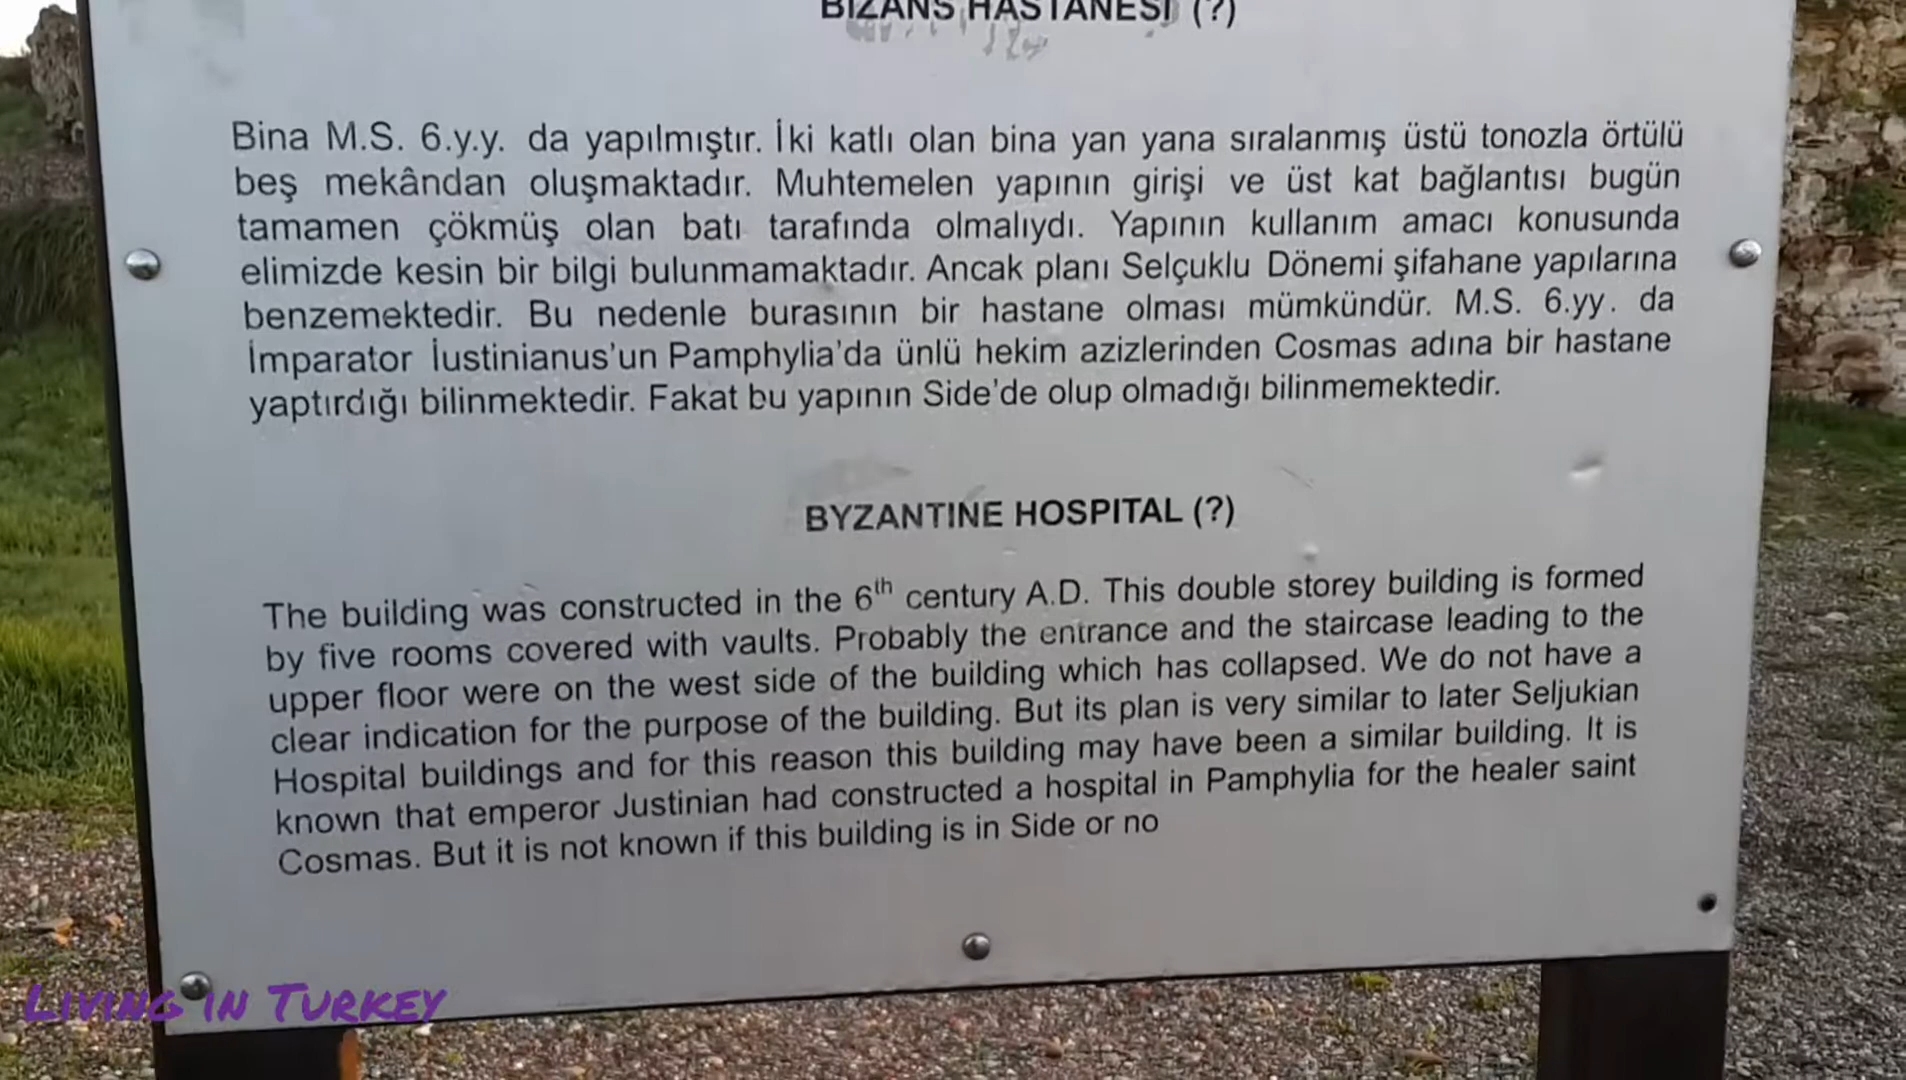 BİZANS HASTANESİ (?)
Bina M.S. 6.y.y. da yapılmıştır. İki katlı olan bina yan yana sıralanmış üstü tonozla örtülü
beş mekândan oluşmaktadır. Muhtemelen yapının girişi ve üst kat bağlantısı bugün
tamamen çökmüş olan batı tarafında olmalıydı. Yapının kullanım amacı konusunda
elimizde kesin bir bilgi bulunmamaktadır. Ancak planı Selçuklu Dönemi şifahane yapılarına
benzemektedir. Bu nedenle burasının bir hastane olması mümkündür. M.S. 6.yy. da
İmparator İustinianus'un Pamphylia'da ünlü hekim azizlerinden Cosmas adına bir hastane
yaptırdığı bilinmektedir. Fakat bu yapının Side'de olup olmadığı bilinmemektedir.
BYZANTINE HOSPITAL (?)
The building was constructed in the 6th century A.D. This double storey building is formed
by five rooms covered with vaults. Probably the entrance and the staircase leading to the
upper floor were on the west side of the building which has collapsed. We do not have a
clear indication for the purpose of the building. But its plan is very similar to later Seljukian
Hospital buildings and for this reason this building may have been a similar building. It is
known that emperor Justinian had constructed a hospital in Pamphylia for the healer saint
Cosmas. But it is not known if this building is in Side or no
Living in Turkey